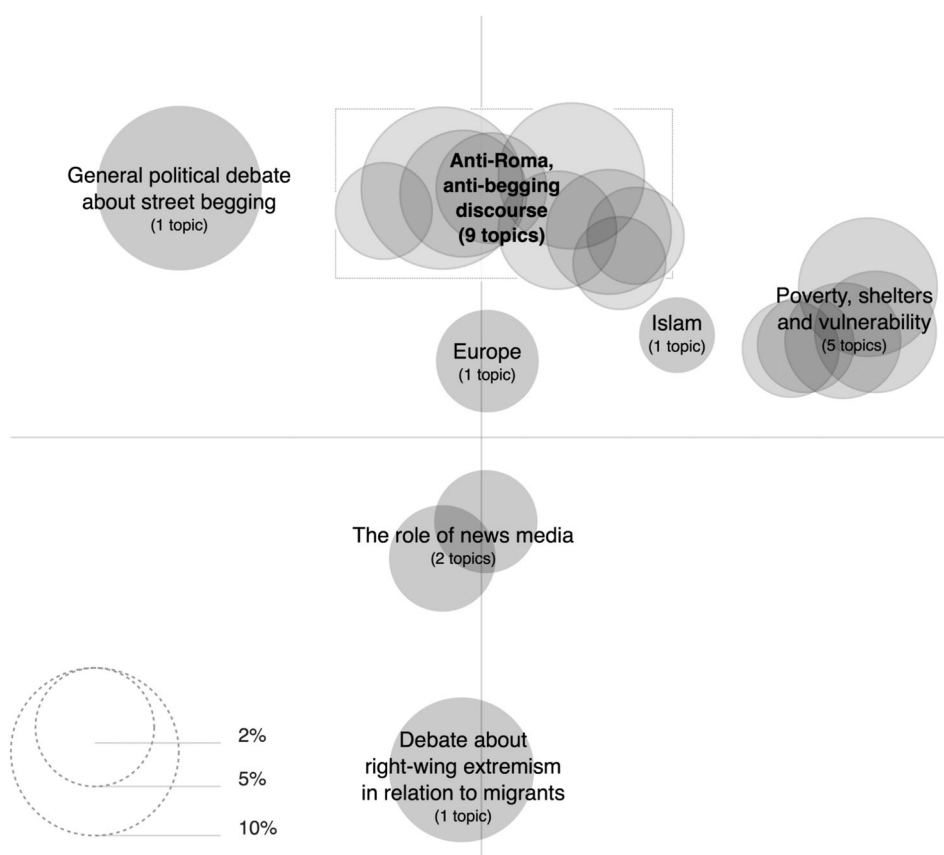 General political debate
about street begging
(1 topic)
Anti-Roma,
anti-begging
discourse
(9 topics)
Poverty, shelters
and vulnerability
(5 topics)
Islam
(1 topic)
Europe
(1 topic)
The role of news media
(2 topics)
Debate about
right-wing extremism
in relation to migrants
(1 topic)
2%
5%
10%